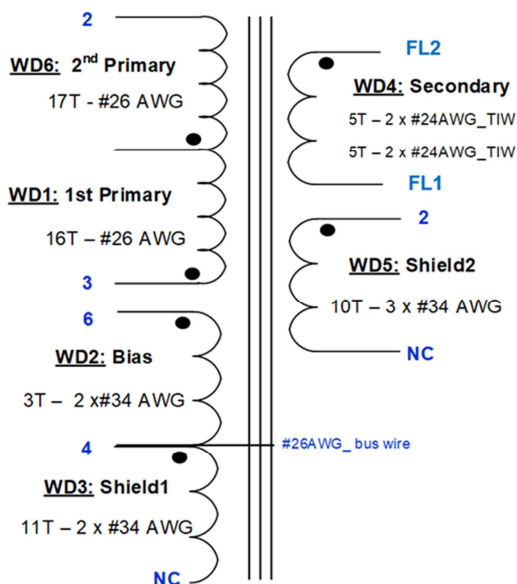 2
WD6: 2nd Primary
17T - #26 AWG
WD1: 1st Primary
16T – #26 AWG
3
6
WD2: Bias
3T – 2 x#34 AWG
4
#26AWG_ bus wire
WD3: Shield1
11T – 2 x #34 AWG
NC
FL2
WD4: Secondary
5T – 2 x #24AWG_TIW
5T – 2 x #24AWG_TIW
FL1
2
WD5: Shield2
10T – 3 x #34 AWG
NC